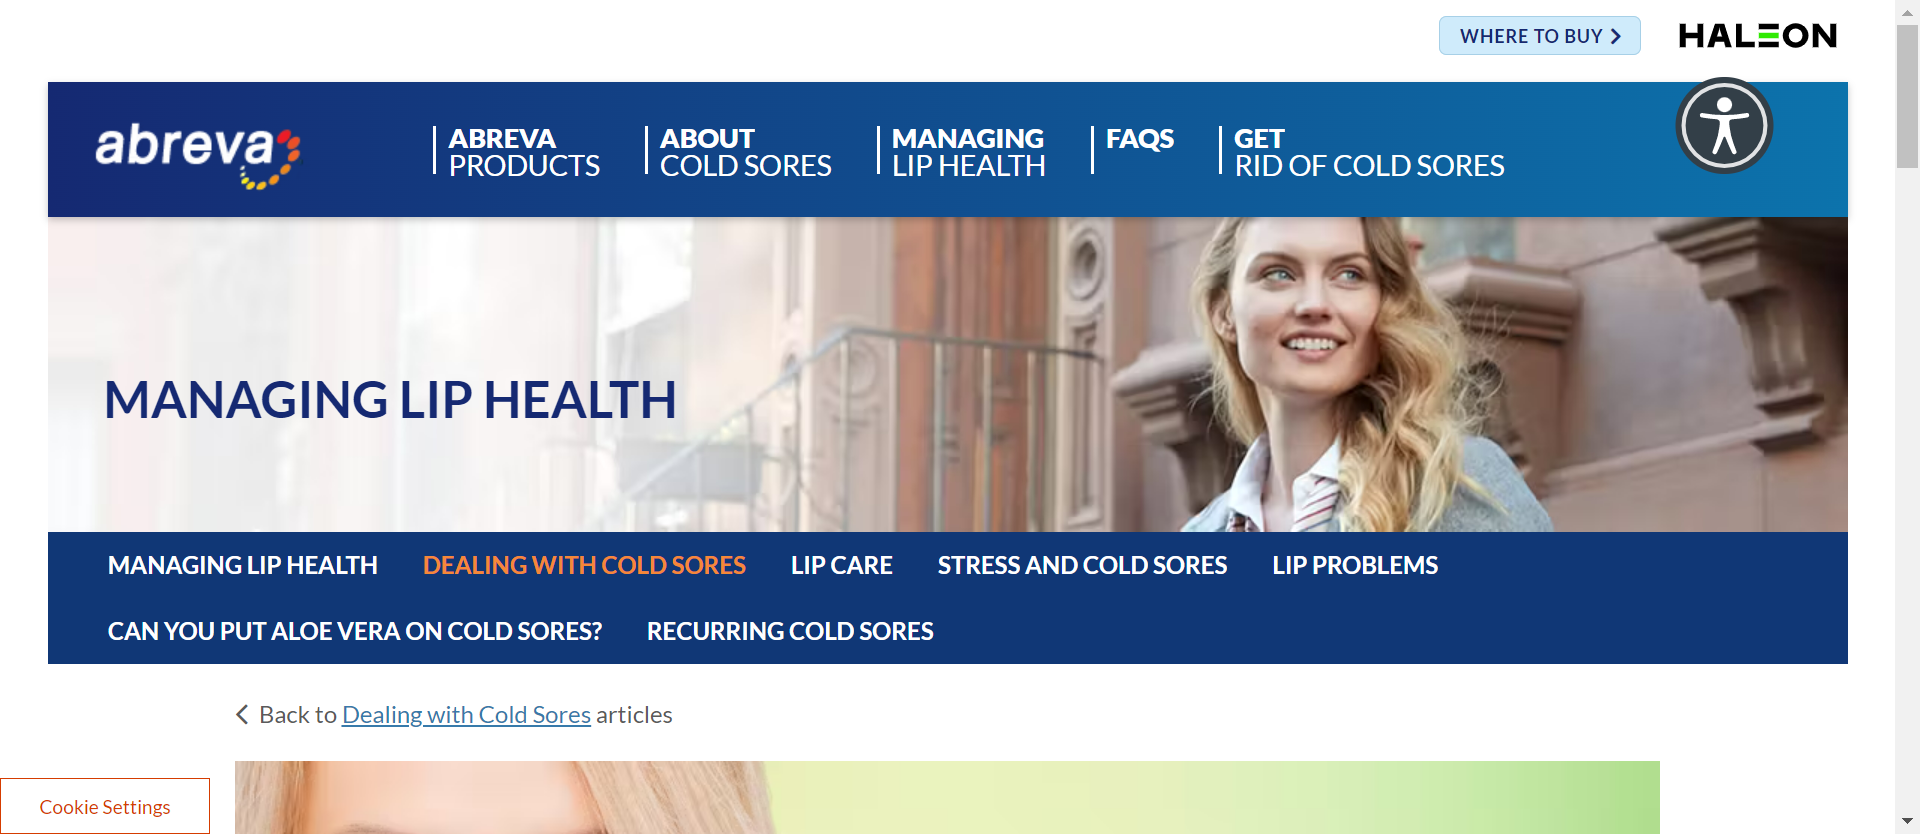 WHERE TO BUY
HALEON
abreva
ABREVA
PRODUCTS
ABOUT
COLD SORES
MANAGING
LIP HEALTH
FAQS
GET
RID OF COLD SORES
MANAGING LIP HEALTH
MANAGING LIP HEALTH DEALING WITH COLD SORES LIP CARE STRESS AND COLD SORES LIP PROBLEMS
CAN YOU PUT ALOE VERA ON COLD SORES? RECURRING COLD SORES
Back to Dealing with Cold Sores articles
Cookie Settings